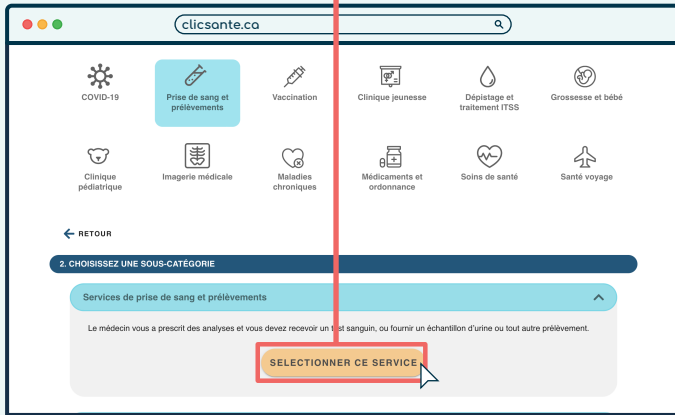 clicsante.ca
COVID-19
Prise de sang et
prélèvements
Vaccination
Clinique jeunesse
Dépistage et
traitement ITSS
Grossesse et bébé
Clinique
pédiatrique
Imagerie médicale
Maladies
chroniques
Médicaments et
ordonnance
Soins de santé
Santé voyage
RETOUR
2. CHOISISSEZ UNE SOUS-CATÉGORIE
Services de prise de sang et prélèvements
Le médecin vous a prescrit des analyses et vous devez recevoir un test sanguin, ou fournir un échantillon d'urine ou tout autre prélèvement.
SELECTIONNER CE SERVICE